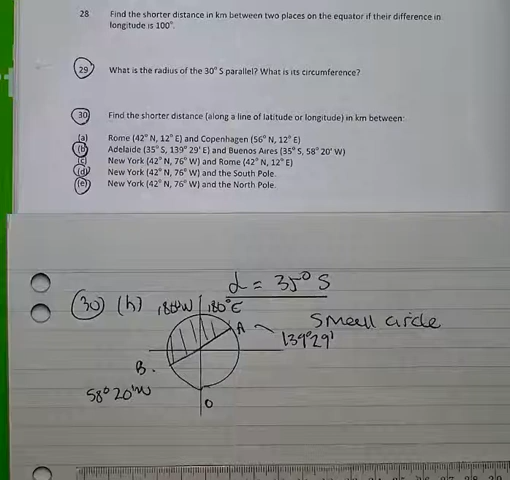 28 Find the shorter distance in km between two places on the equator if their difference in
longitude is 100°.
29 What is the radius of the 30° S parallel? What is its circumference?
30 Find the shorter distance (along a line of latitude or longitude) in km between:
(a) Rome (42° N, 12° E) and Copenhagen (56° N, 12° E)
(b) Adelaide (35° S, 139° 29' E) and Buenos Aires (35° S, 58° 20' W)
(c) New York (42° N, 76° W) and Rome (42° N, 12° E)
(d) New York (42° N, 76° W) and the South Pole.
(e) New York (42° N, 76° W) and the North Pole.
d = 35° S
30 (h) 180°W 180°E
Small circle
A
139°29'
B.
58° 20'W
0